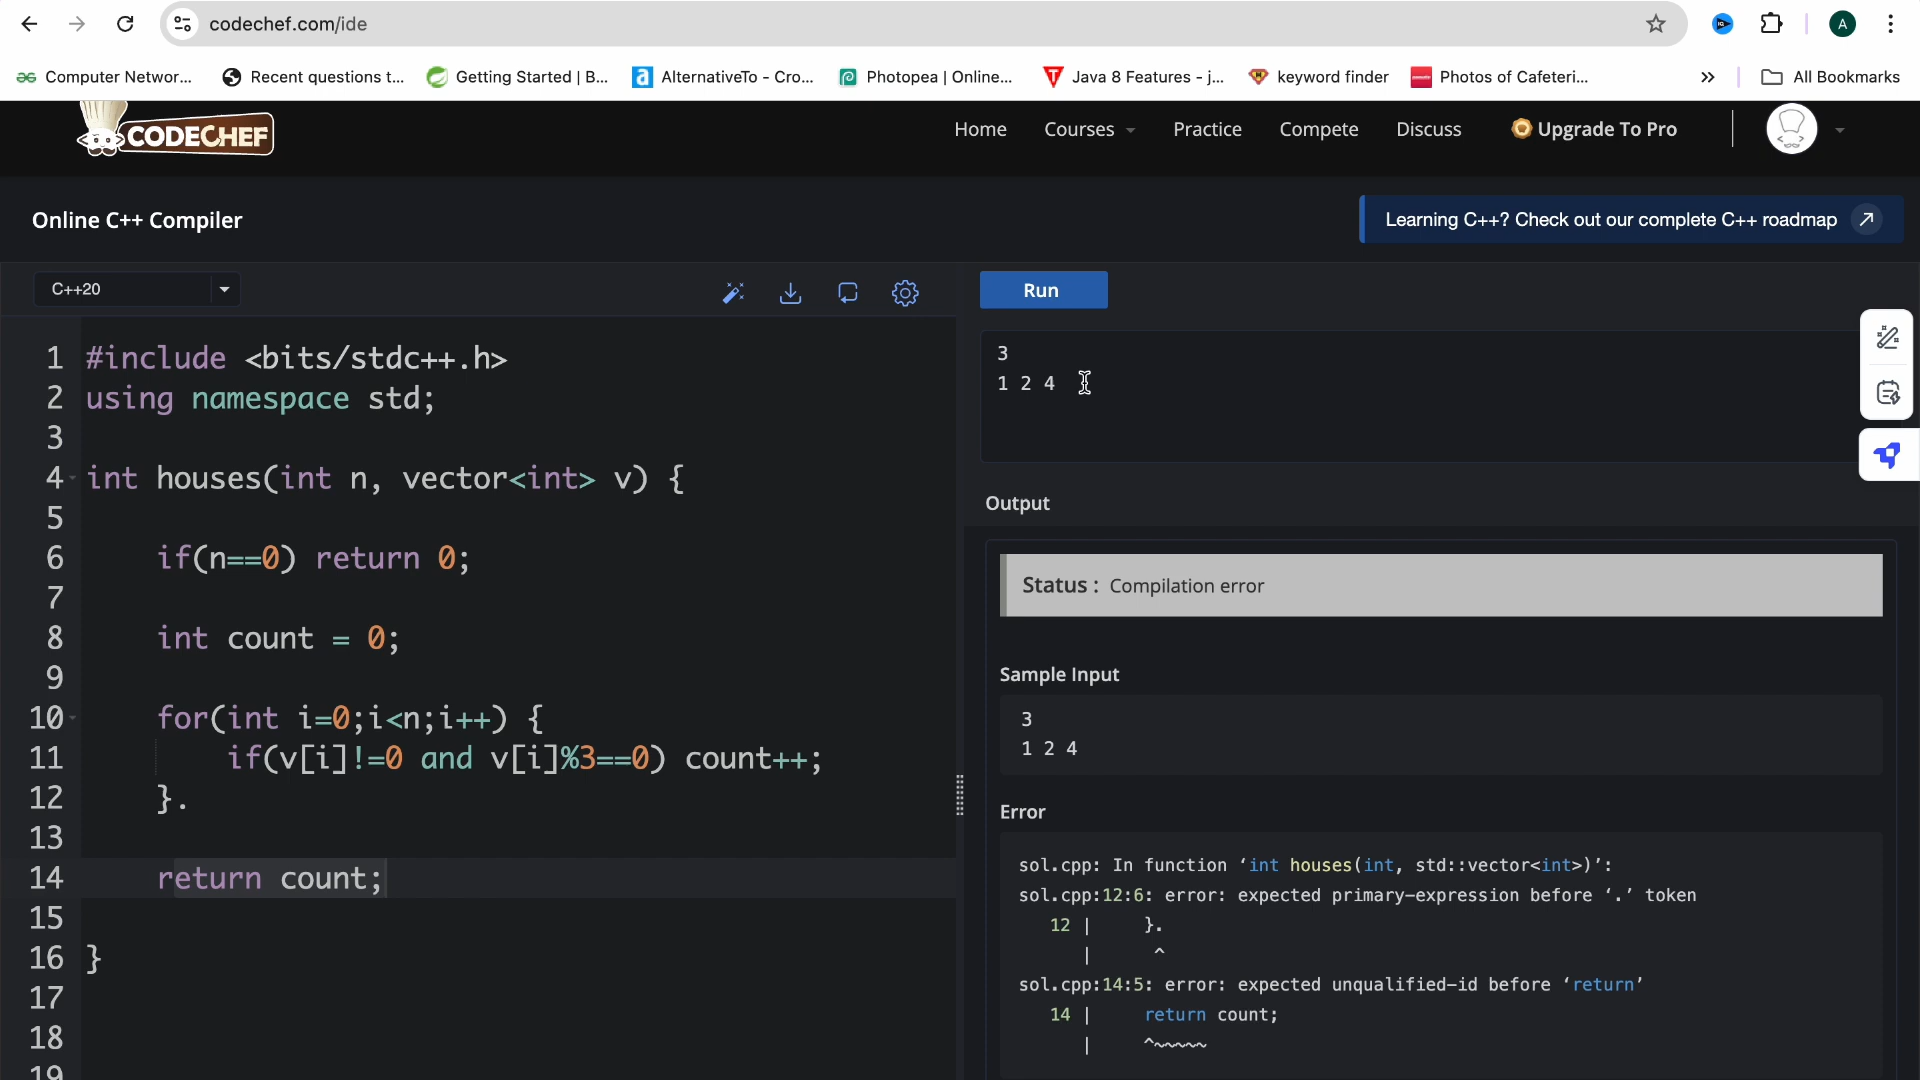 codechef.com/ide
A
Computer Networ...
Recent questions t...
Getting Started | B...
AlternativeTo - Cro...
Photopea | Online...
Java 8 Features - j...
keyword finder
Photos of Cafeteri...
»
All Bookmarks
CODECHEF
Home
Courses
Practice
Compete
Discuss
Upgrade To Pro
Online C++ Compiler
Learning C++? Check out our complete C++ roadmap
C++20
Run
1 #include <bits/stdc++.h>
2 using namespace std;
3
4 int houses(int n, vector<int> v) {
5
6     if(n==0) return 0;
7
8     int count = 0;
9
10     for(int i=0;i<n;i++) {
11         if(v[i]!=0 and v[i]%3==0) count++;
12     }.
13
14     return count;
15
16 }
17
18
19
3
1 2 4
Output
Status : Compilation error
Sample Input
3
1 2 4
Error
sol.cpp: In function ‘int houses(int, std::vector<int>)’:
sol.cpp:12:6: error: expected primary-expression before ‘.’ token
   12 |     }.
      |      ^
sol.cpp:14:5: error: expected unqualified-id before ‘return’
   14 |     return count;
      |     ^~~~~~